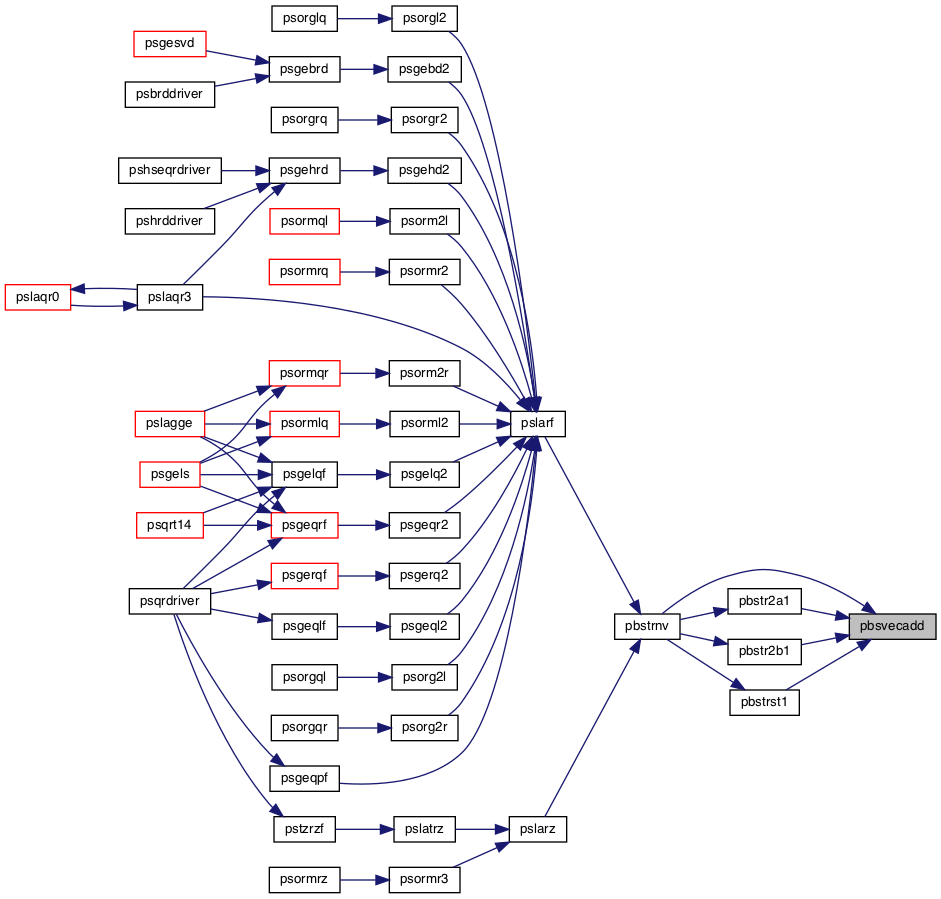 psorglq
psorgl2
psgesvd
psgebrd
psgebd2
psbrddriver
psorgrq
psorgr2
pshseqrdriver
psgehrd
psgehd2
pshrddriver
psormql
psorm2l
psormrq
psormr2
pslaqr0
pslaqr3
psormqr
psorm2r
pslagge
psormlq
psorml2
pslarf
psgels
psgelqf
psgelq2
psqrt14
psgeqrf
psgeqr2
psgerqf
psgerq2
psqrdriver
pbstr2a1
psgeqlf
psgeql2
pbstrnv
pbsvecadd
pbstr2b1
psorgql
psorg2l
pbstrst1
psorgqr
psorg2r
psgeqpf
pstzrzf
pslatrz
pslarz
psormrz
psormr3